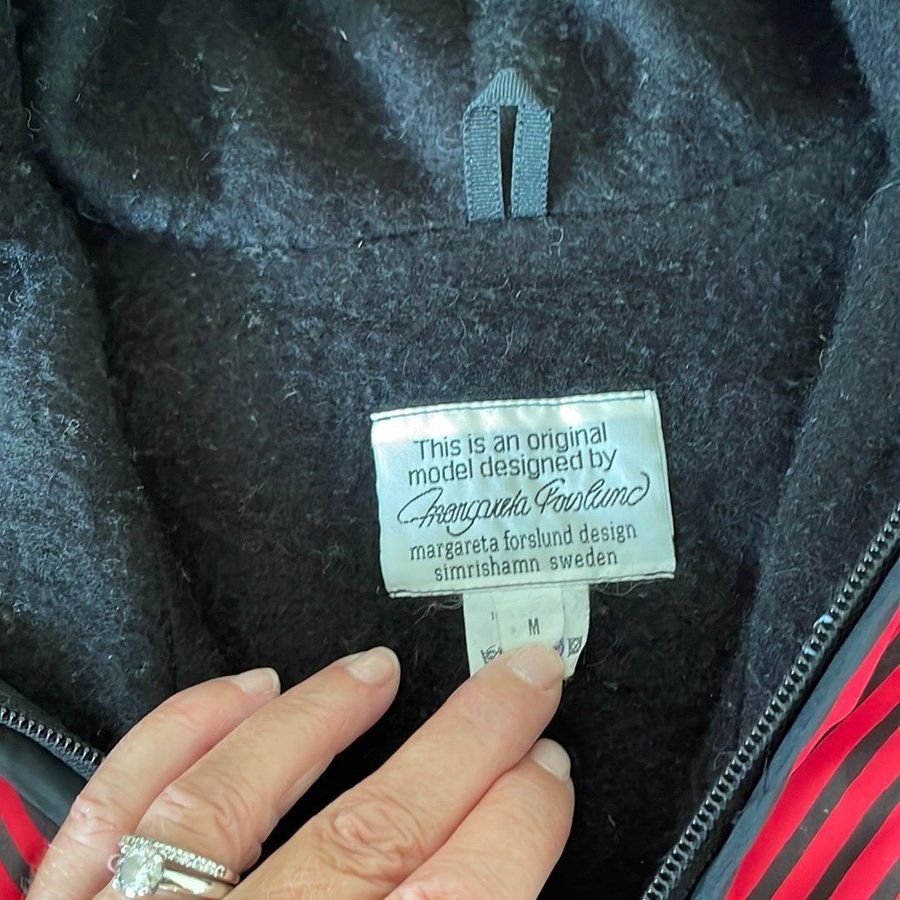 This is an original
model designed by
Margareta Forslund
margareta forslund design
simrishamn sweden
M